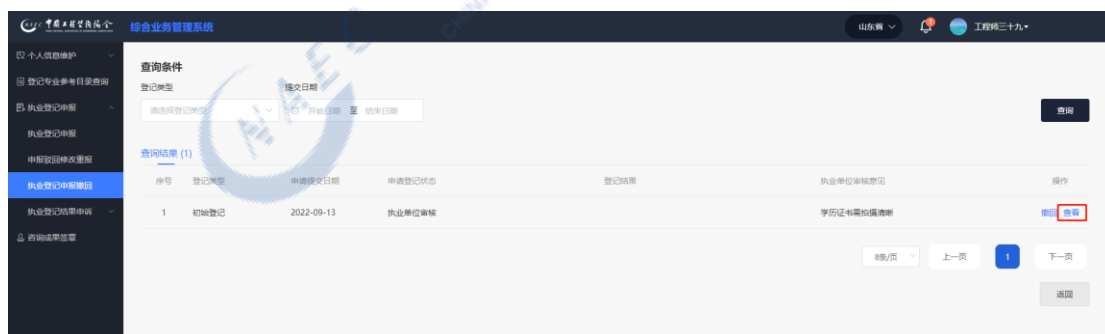 中国工程咨询协会 综合业务管理系统 山东省 工程师三十九
个人信息维护
登记专业参考目录查询
执业登记申报
执业登记申报
申报驳回修改重报
执业登记申报撤回
执业登记结果申诉
咨询成果签章
查询条件
登记类型 提交日期
请选择登记类型 开始日期 至 结束日期 查询
查询结果 (1)
序号 登记类型 申请提交日期 申请登记状态 登记结果 执业单位审核意见 操作
1 初始登记 2022-09-13 执业单位审核 学历证书需拍摄清晰 撤回 查看
8条/页 上一页 1 下一页
返回
CNAEC